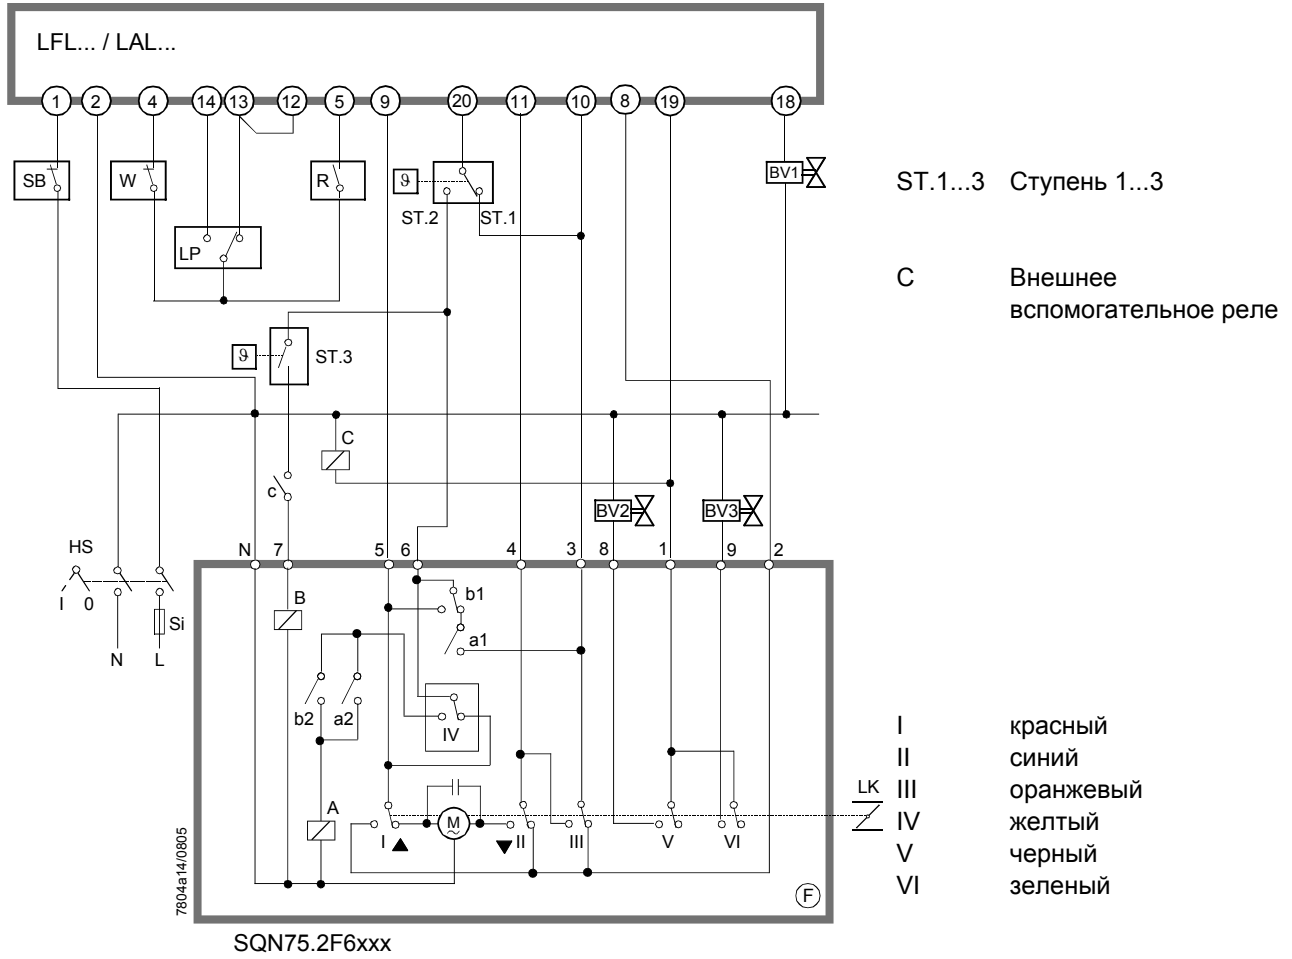 LFL... / LAL...
1 2 4 14 13 12 5 9 20 11 10 8 19 18
SB W R ϑ BV1
ST.2 ST.1
LP
ST.1...3 Ступень 1...3
C Внешнее
вспомогательное реле
ϑ ST.3
C
c
BV2 BV3
HS
N 7 5 6 4 3 8 1 9 2
I 0
Si
N L
B
b1
a1
b2 a2
IV
A
M
~
I II III V VI
LK
F
7804a14/0805
SQN75.2F6xxx
I красный
II синий
III оранжевый
IV желтый
V черный
VI зеленый